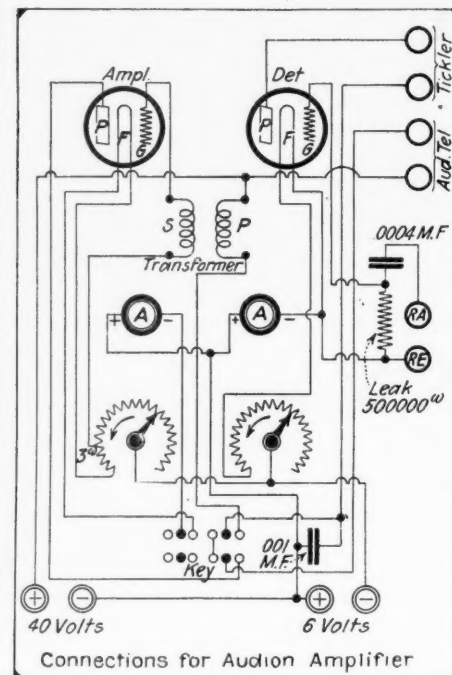 Ampl.
Det
P
F
G
P
F
G
Tickler
Aud. Tel
S
P
Transformer
.0004 M.F
+
A
-
+
A
-
RA
RE
Leak
500000ω
3ω
Key
.001
M.F.
+
-
+
-
40 Volts
6 Volts
Connections for Audion Amplifier